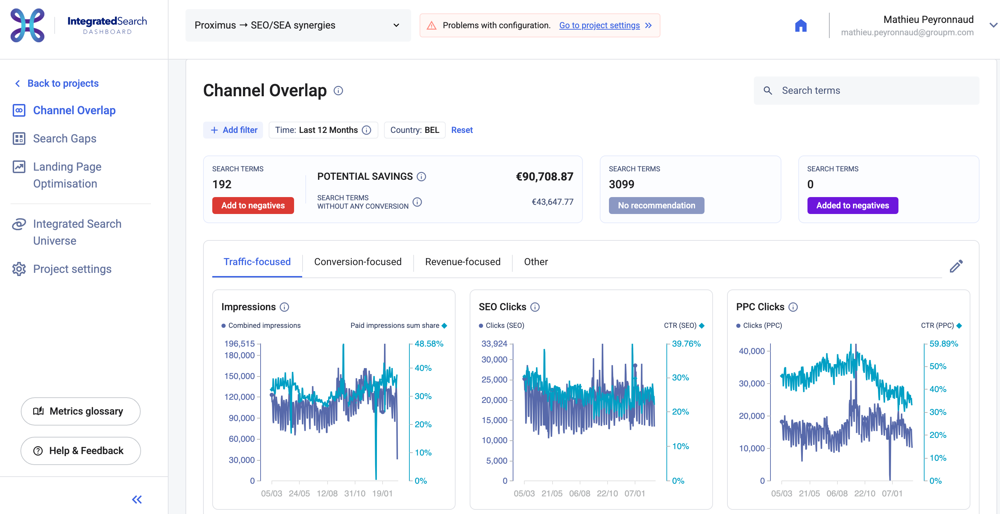 IntegratedSearch
DASHBOARD
Proximus → SEO/SEA synergies
Problems with configuration. Go to project settings
Mathieu Peyronnaud
mathieu.peyronnaud@groupm.com
Back to projects
Channel Overlap
Search Gaps
Landing Page
Optimisation
Integrated Search
Universe
Project settings
Metrics glossary
Help & Feedback
Channel Overlap
Search terms
Add filter
Time: Last 12 Months
Country: BEL
Reset
SEARCH TERMS
192
Add to negatives
POTENTIAL SAVINGS
€90,708.87
SEARCH TERMS
WITHOUT ANY CONVERSION
€43,647.77
SEARCH TERMS
3099
No recommendation
SEARCH TERMS
0
Added to negatives
Traffic-focused
Conversion-focused
Revenue-focused
Other
Impressions
Combined impressions
Paid impressions sum share
196,515
180,000
150,000
120,000
90,000
60,000
30,000
0
48.58%
40%
30%
20%
10%
0%
05/03 24/05 12/08 31/10 19/01
SEO Clicks
Clicks (SEO)
CTR (SEO)
33,924
30,000
25,000
20,000
15,000
10,000
5,000
0
39.76%
30%
20%
10%
0%
05/03 21/05 06/08 22/10 07/01
PPC Clicks
Clicks (PPC)
CTR (PPC)
40,000
30,000
20,000
10,000
0
59.89%
50%
40%
30%
20%
10%
0%
05/03 21/05 06/08 22/10 07/01